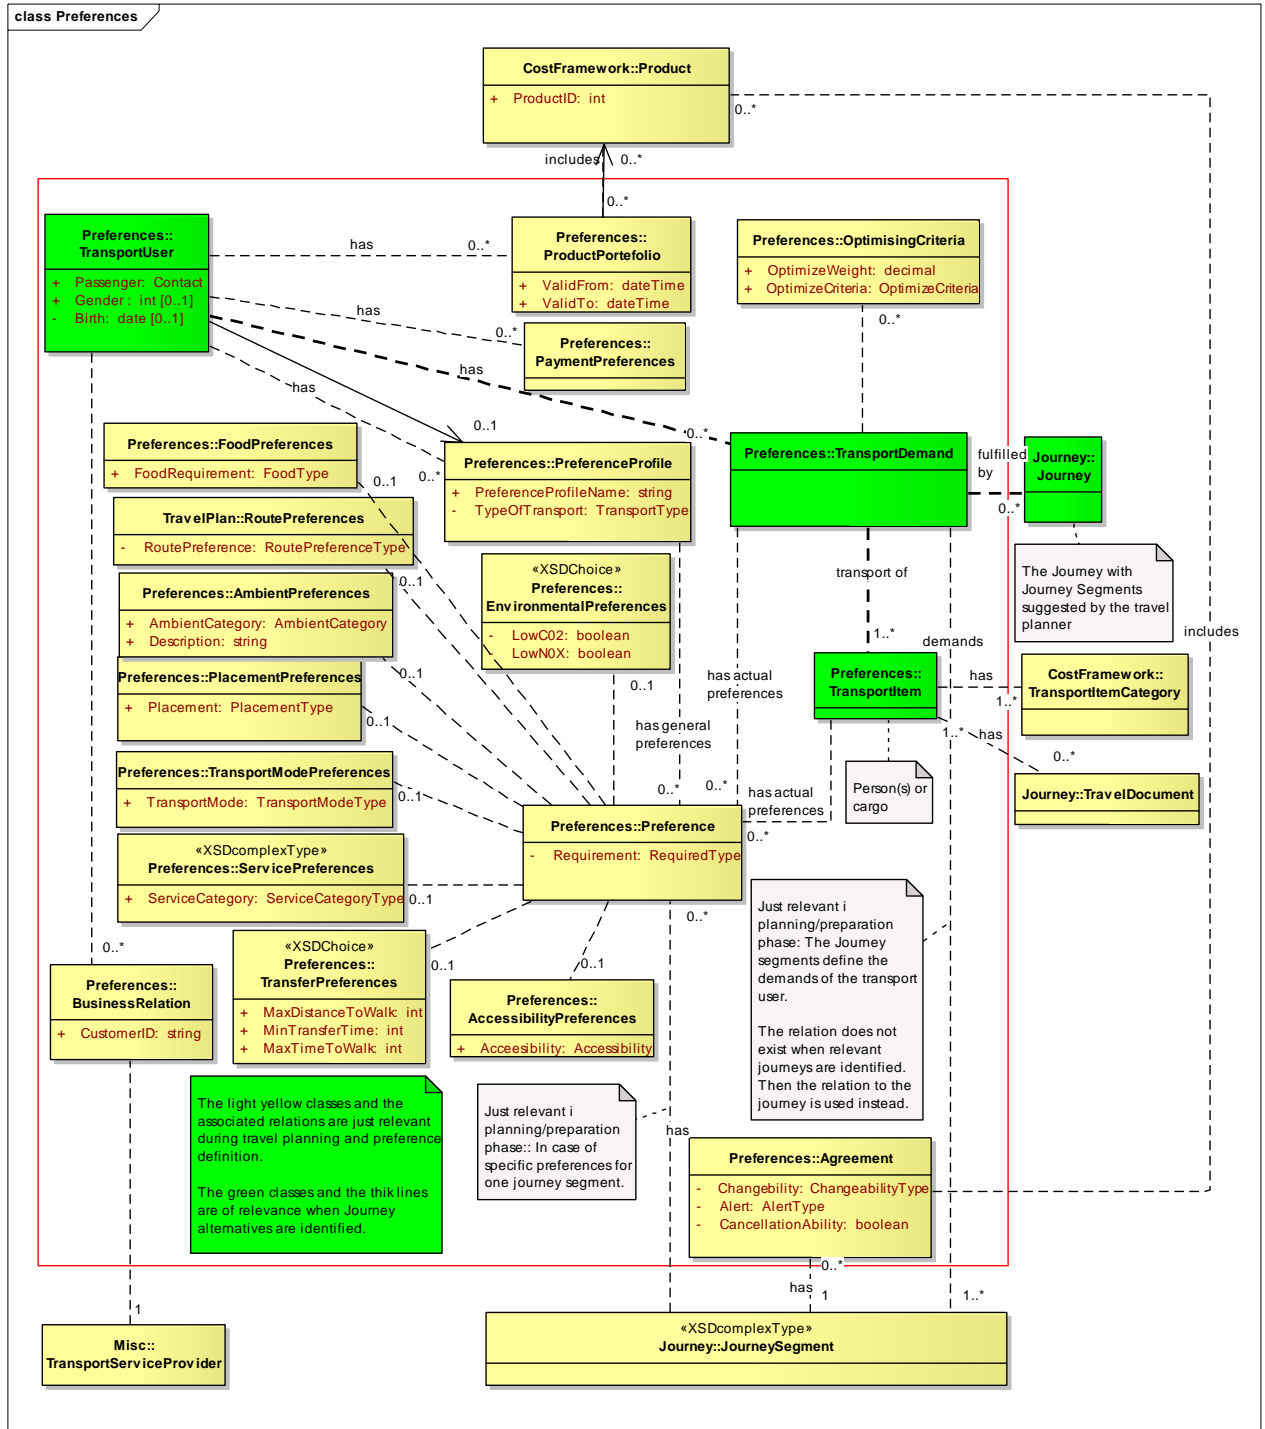 class Preferences
CostFramework::Product
+ ProductID: int
0..*
includes
0..*
0..*
Preferences::
TransportUser
+ Passenger: Contact
+ Gender : int [0..1]
- Birth: date [0..1]
has
0..*
Preferences::
ProductPortefolio
+ ValidFrom: dateTime
+ ValidTo: dateTime
Preferences::OptimisingCriteria
+ OptimizeWeight: decimal
+ OptimizeCriteria: OptimizeCriteria
0..*
has
0..*
Preferences::
PaymentPreferences
has
0..*
has
0..1
0..*
Preferences::FoodPreferences
+ FoodRequirement: FoodType
0..1
Preferences::PreferenceProfile
+ PreferenceProfileName: string
- TypeOfTransport: TransportType
Preferences::TransportDemand
fulfilled
by
0..*
Journey::
Journey
TravelPlan::RoutePreferences
- RoutePreference: RoutePreferenceType
0..1
The Journey with
Journey Segments
suggested by the travel
planner
Preferences::AmbientPreferences
+ AmbientCategory: AmbientCategory
+ Description: string
0..1
«XSDChoice»
Preferences::
EnvironmentalPreferences
- LowC02: boolean
- LowN0X: boolean
0..1
transport of
1..*
demands
includes
Preferences::PlacementPreferences
+ Placement: PlacementType
0..1
has actual
preferences
Preferences::
TransportItem
has
1..*
CostFramework::
TransportItemCategory
has general
preferences
1..*
has
0..*
Preferences::TransportModePreferences
+ TransportMode: TransportModeType
0..1
0..*
0..*
has actual
preferences
0..*
Person(s) or
cargo
Journey::TravelDocument
Preferences::Preference
- Requirement: RequiredType
«XSDcomplexType»
Preferences::ServicePreferences
+ ServiceCategory: ServiceCategoryType
0..1
0..*
Just relevant i
planning/preparation
phase: The Journey
segments define the
demands of the transport
user.
The relation does not
exist when relevant
journeys are identified.
Then the relation to the
journey is used instead.
0..*
Preferences::
BusinessRelation
+ CustomerID: string
«XSDChoice»
Preferences::
TransferPreferences
+ MaxDistanceToWalk: int
+ MinTransferTime: int
+ MaxTimeToWalk: int
0..1
0..1
Preferences::
AccessibilityPreferences
+ Acceesibility: Accessibility
The light yellow classes and the
associated relations are just relevant
during travel planning and preference
definition.
The green classes and the thik lines
are of relevance when Journey
alternatives are identified.
Just relevant i
planning/preparation
phase:: In case of
specific preferences for
one journey segment.
has
Preferences::Agreement
- Changebility: ChangeabilityType
- Alert: AlertType
- CancellationAbility: boolean
0..*
has
1
1..*
1
Misc::
TransportServiceProvider
«XSDcomplexType»
Journey::JourneySegment